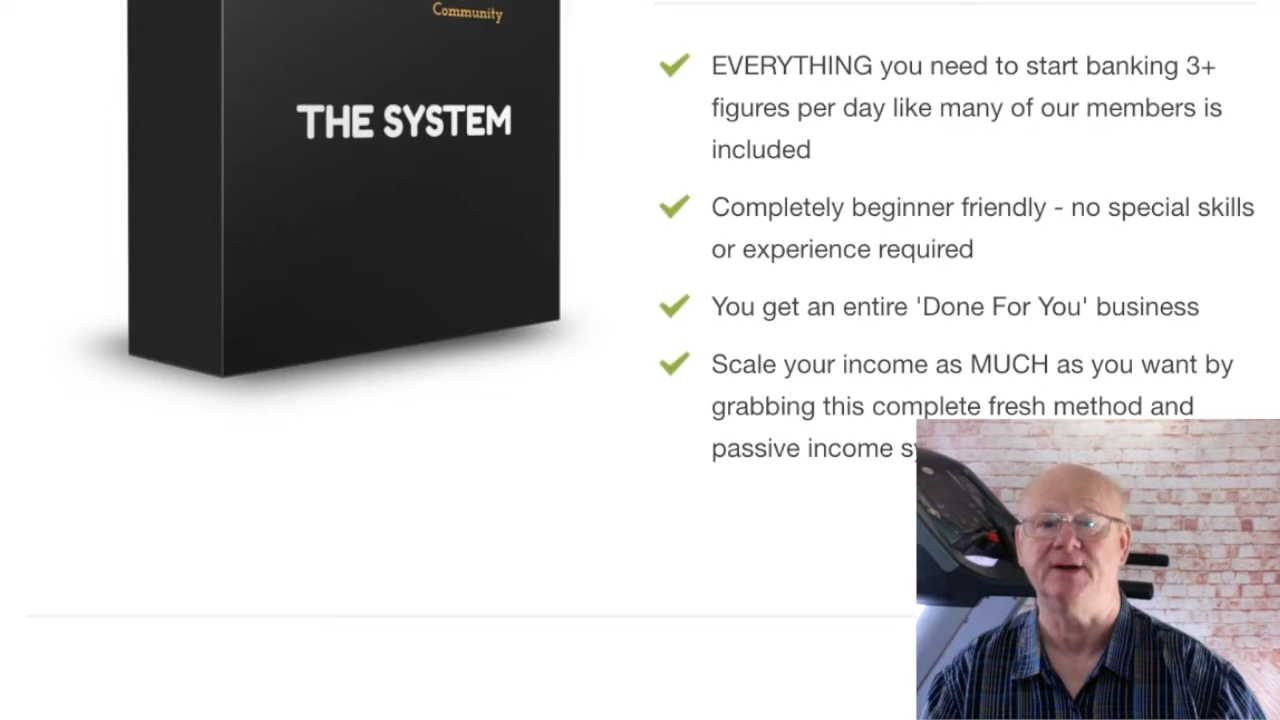 Community
THE SYSTEM
EVERYTHING you need to start banking 3+
figures per day like many of our members is
included
Completely beginner friendly - no special skills
or experience required
You get an entire 'Done For You' business
Scale your income as MUCH as you want by
grabbing this complete fresh method and
passive income